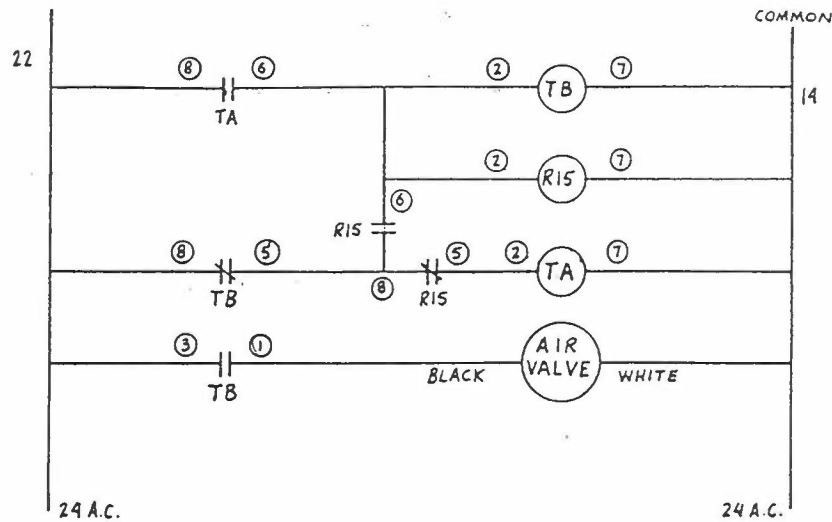 COMMON
22
⑧ ⑥ ② ⑦
TA TB 14
② ⑦
R15
⑥
R15
⑧ ⑤ ⑤ ② ⑦
TB ⑧ R15 TA
③ ①
TB
AIR
VALVE
BLACK WHITE
24 A.C. 24 A.C.